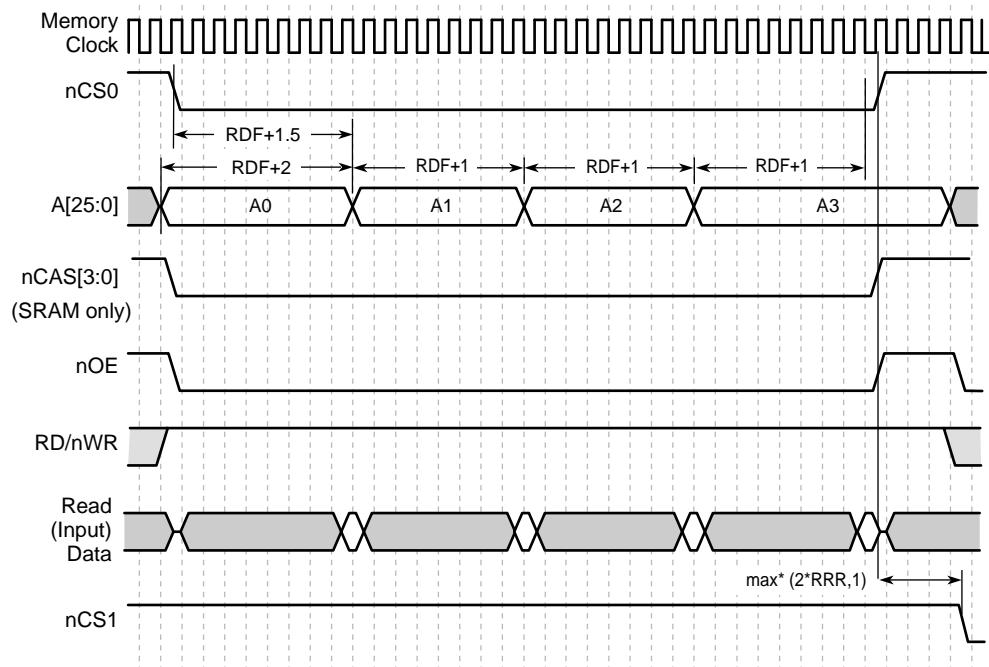 Memory
Clock
nCS0
RDF+1.5
RDF+2
RDF+1
RDF+1
RDF+1
A[25:0]
A0
A1
A2
A3
nCAS[3:0]
(SRAM only)
nOE
RD/nWR
Read
(Input)
Data
max* (2*RRR,1)
nCS1